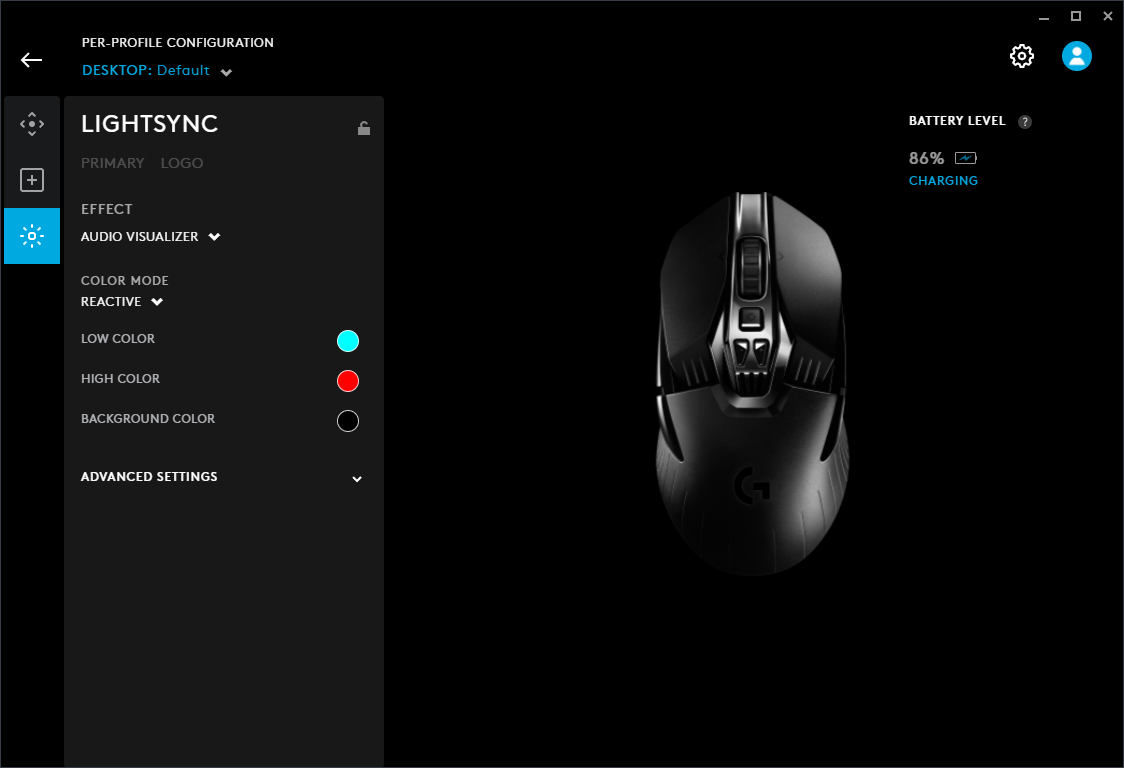 PER-PROFILE CONFIGURATION
DESKTOP: Default
LIGHTSYNC
PRIMARY LOGO
EFFECT
AUDIO VISUALIZER
COLOR MODE
REACTIVE
LOW COLOR
HIGH COLOR
BACKGROUND COLOR
ADVANCED SETTINGS
BATTERY LEVEL ?
86%
CHARGING